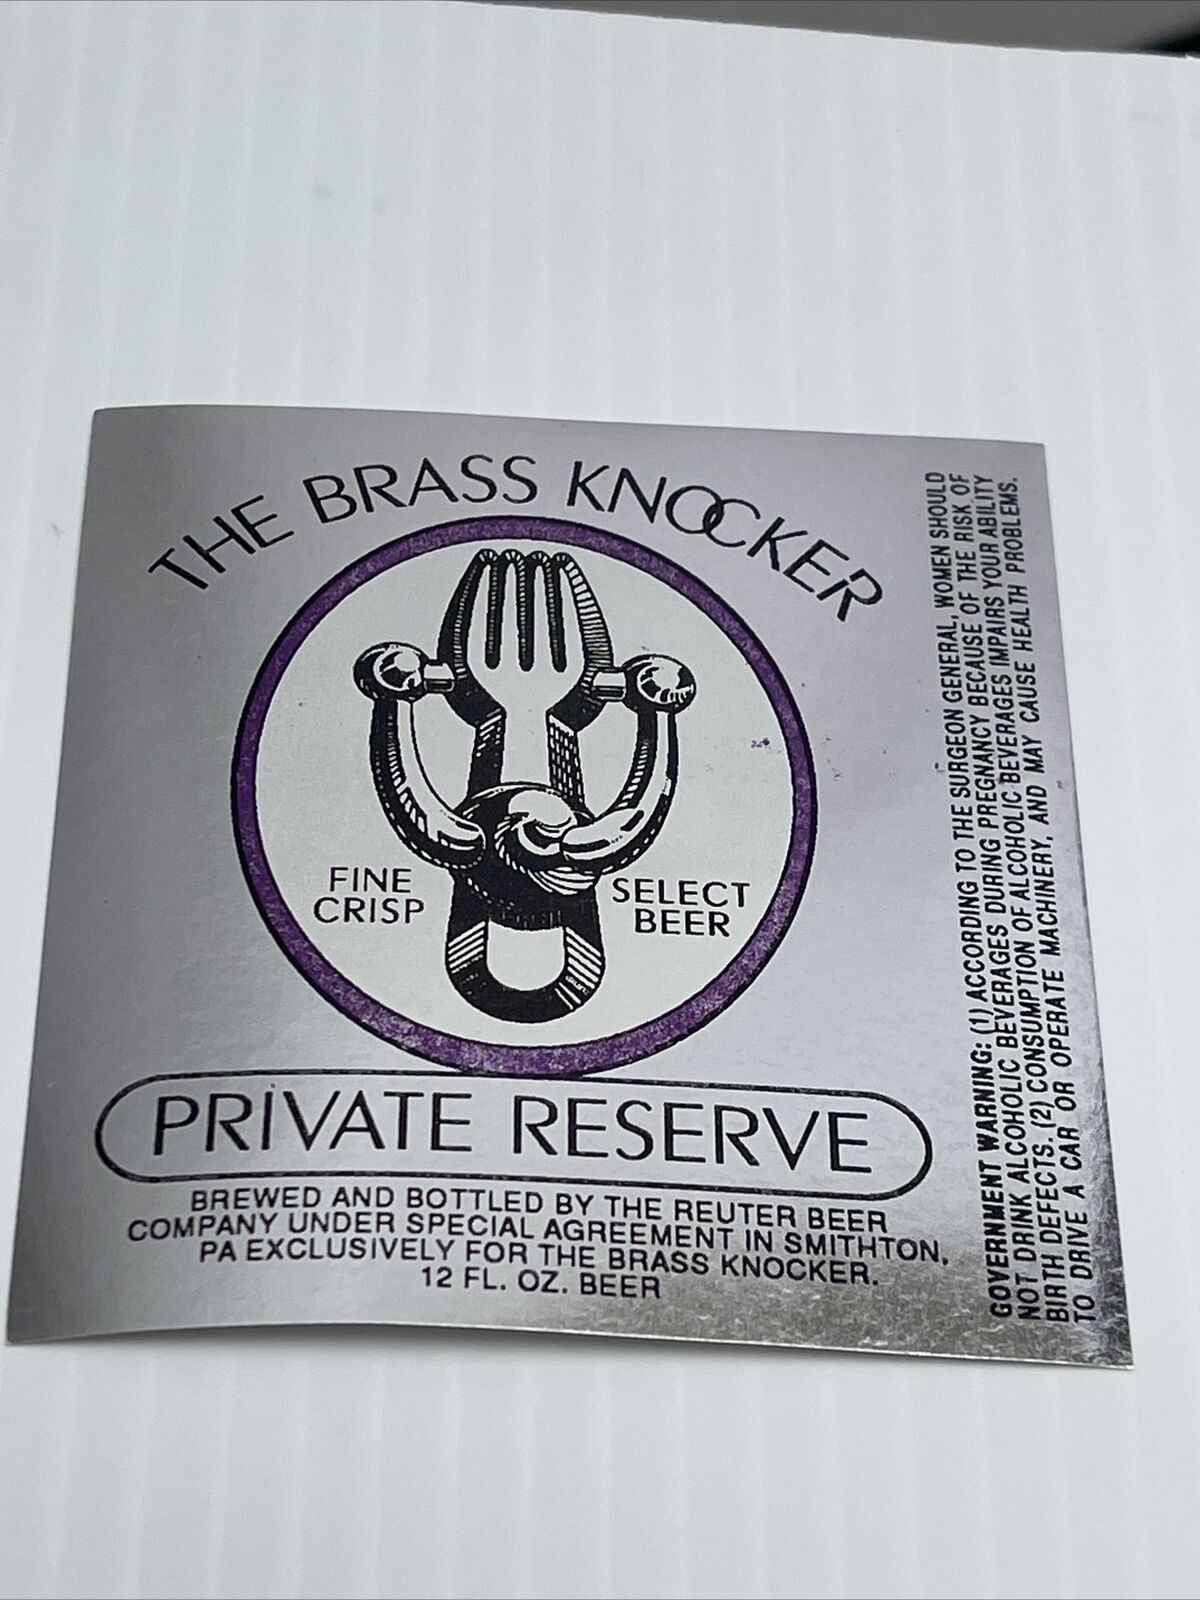 THE BRASS KNOCKER
FINE
CRISP
SELECT
BEER
PRIVATE RESERVE
BREWED AND BOTTLED BY THE REUTER BEER
COMPANY UNDER SPECIAL AGREEMENT IN SMITHTON,
PA EXCLUSIVELY FOR THE BRASS KNOCKER.
12 FL. OZ. BEER
GOVERNMENT WARNING: (1) ACCORDING TO THE SURGEON GENERAL, WOMEN SHOULD
NOT DRINK ALCOHOLIC BEVERAGES DURING PREGNANCY BECAUSE OF THE RISK OF
BIRTH DEFECTS. (2) CONSUMPTION OF ALCOHOLIC BEVERAGES IMPAIRS YOUR ABILITY
TO DRIVE A CAR OR OPERATE MACHINERY, AND MAY CAUSE HEALTH PROBLEMS.